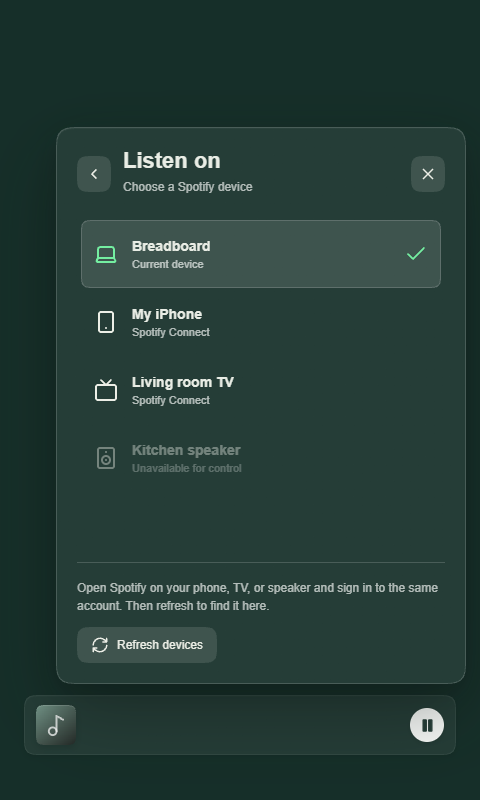 Listen on
Choose a Spotify device
Breadboard
Current device
My iPhone
Spotify Connect
Living room TV
Spotify Connect
Kitchen speaker
Unavailable for control
Open Spotify on your phone, TV, or speaker and sign in to the same
account. Then refresh to find it here.
Refresh devices